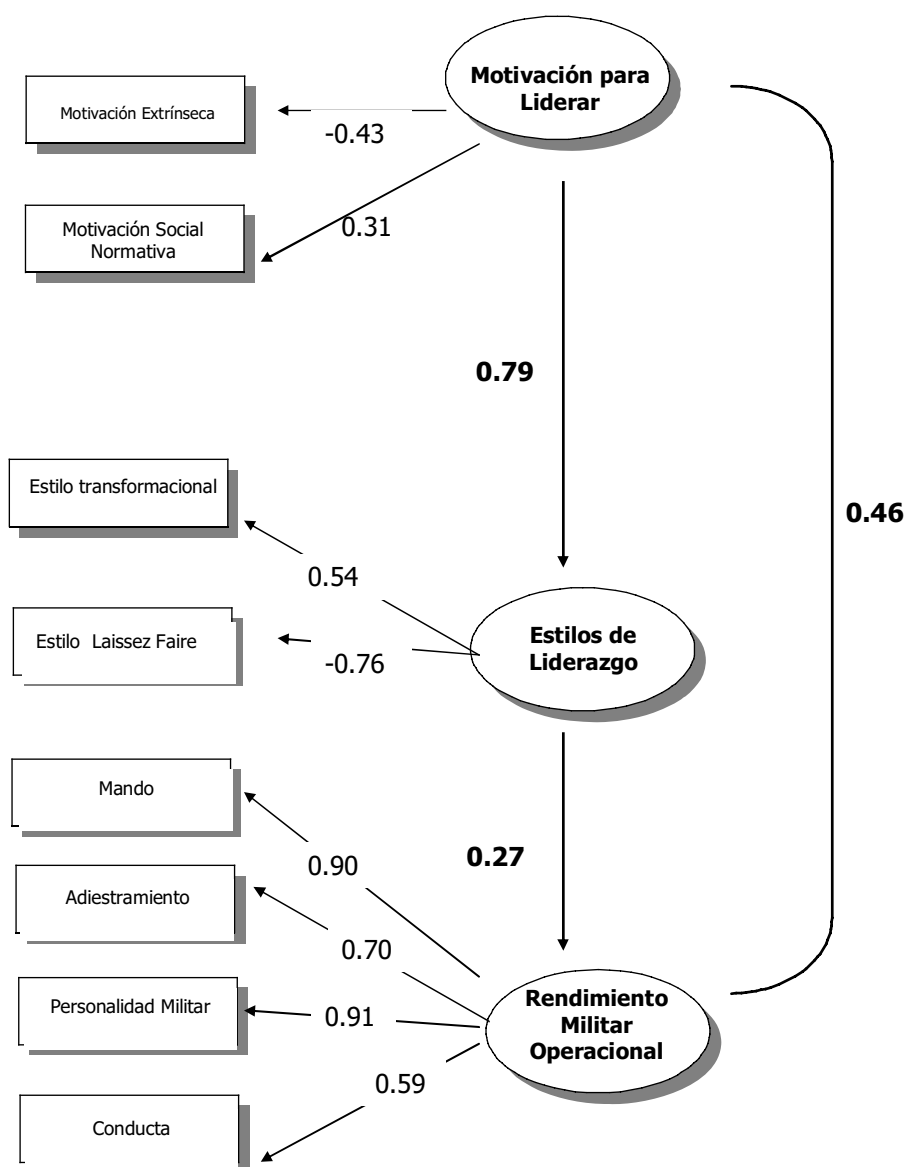 Motivación para
Liderar
Motivación Extrínseca
-0.43
Motivación Social
Normativa
0.31
0.79
Estilo transformacional
0.46
0.54
Estilo Laissez Faire
-0.76
Estilos de
Liderazgo
Mando
0.90
0.27
Adiestramiento
0.70
Personalidad Militar
0.91
Rendimiento
Militar
Operacional
0.59
Conducta